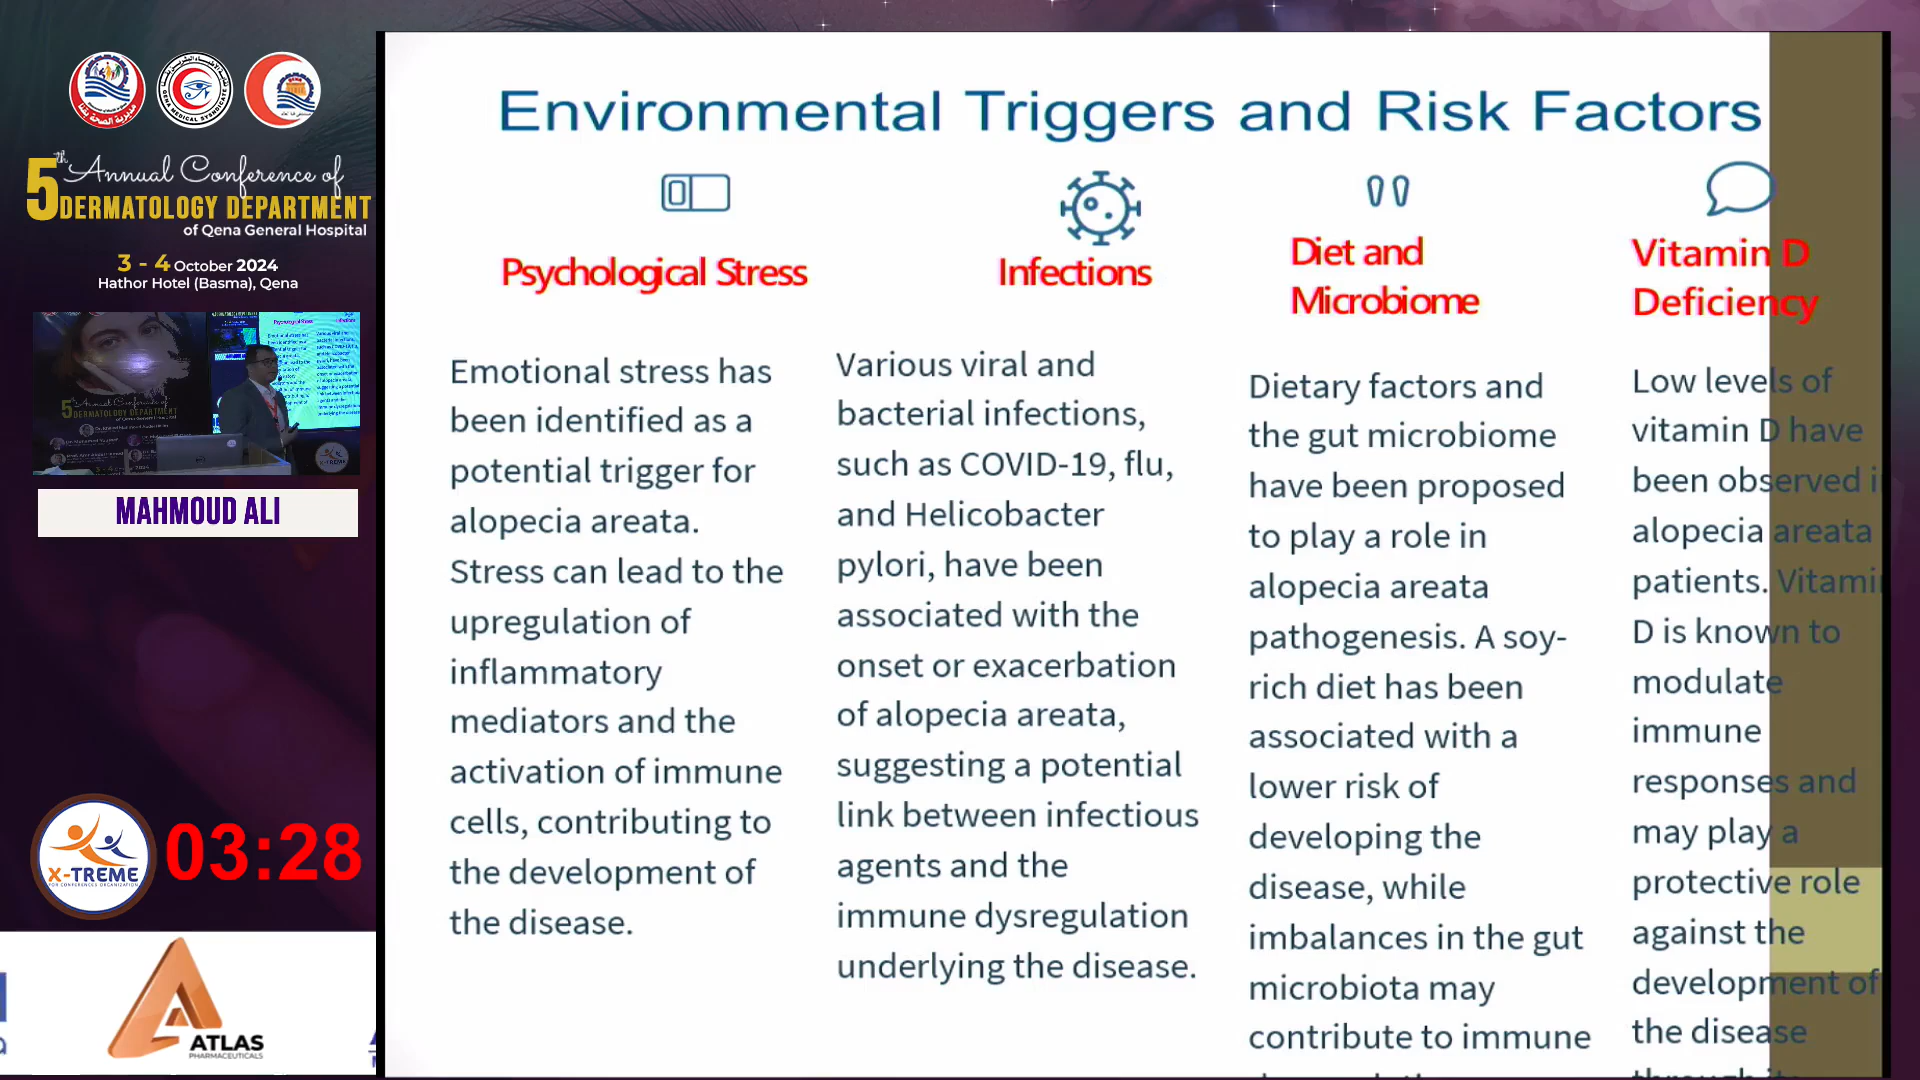 5th Annual Conference of
DERMATOLOGY DEPARTMENT
of Qena General Hospital
3 - 4 October 2024
Hathor Hotel (Basma), Qena
MAHMOUD ALI
X-TREME
FOR CONFERENCES ORGANIZATION
03:28
ATLAS
PHARMACEUTICALS
Environmental Triggers and Risk Factors
Psychological Stress
Emotional stress has
been identified as a
potential trigger for
alopecia areata.
Stress can lead to the
upregulation of
inflammatory
mediators and the
activation of immune
cells, contributing to
the development of
the disease.
Infections
Various viral and
bacterial infections,
such as COVID-19, flu,
and Helicobacter
pylori, have been
associated with the
onset or exacerbation
of alopecia areata,
suggesting a potential
link between infectious
agents and the
immune dysregulation
underlying the disease.
Diet and
Microbiome
Dietary factors and
the gut microbiome
have been proposed
to play a role in
alopecia areata
pathogenesis. A soy-
rich diet has been
associated with a
lower risk of
developing the
disease, while
imbalances in the gut
microbiota may
contribute to immune
Vitamin D
Deficiency
Low levels of
vitamin D have
been observed
alopecia areata
patients.
D is known to
modulate
immune
responses and
may play a
protective role
against the
development of
the disease